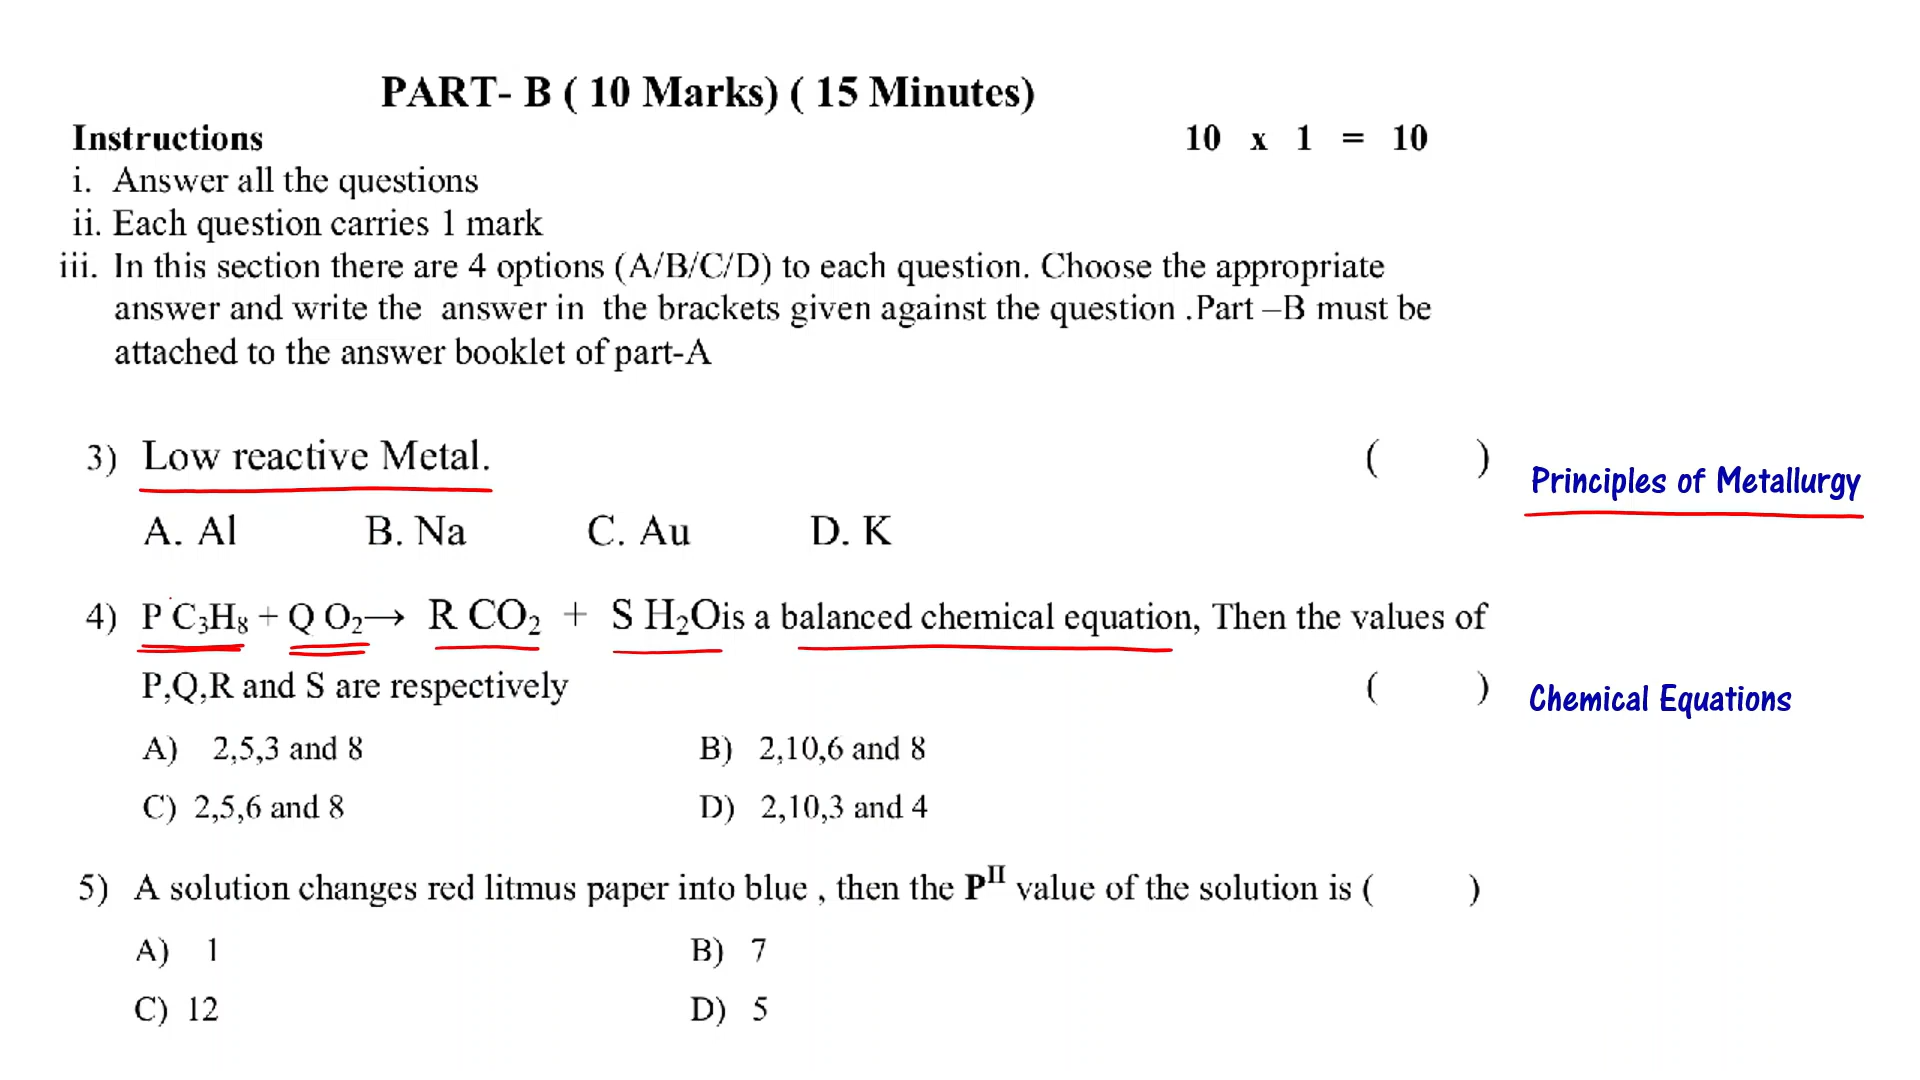 PART- B ( 10 Marks) ( 15 Minutes)
Instructions 10 x 1 = 10
i. Answer all the questions
ii. Each question carries 1 mark
iii. In this section there are 4 options (A/B/C/D) to each question. Choose the appropriate
answer and write the answer in the brackets given against the question .Part –B must be
attached to the answer booklet of part-A
3) Low reactive Metal. ( )
Principles of Metallurgy
A. Al B. Na C. Au D. K
4) P C₃H₈ + Q O₂→ R CO₂ + S H₂Ois a balanced chemical equation, Then the values of
P,Q,R and S are respectively ( )
Chemical Equations
A) 2,5,3 and 8 B) 2,10,6 and 8
C) 2,5,6 and 8 D) 2,10,3 and 4
5) A solution changes red litmus paper into blue , then the Pᴴ value of the solution is ( )
A) 1 B) 7
C) 12 D) 5